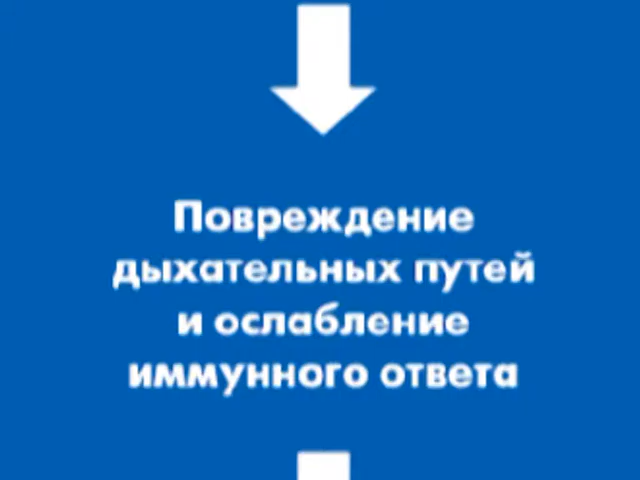 Повреждение
дыхательных путей
и ослабление
иммунного ответа